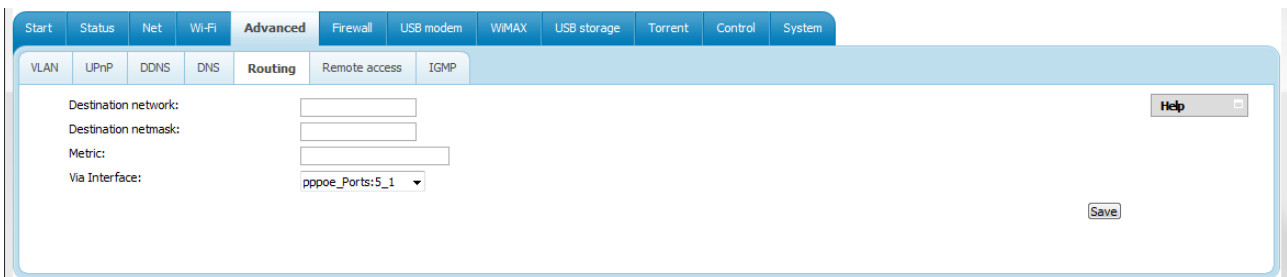 Start Status Net Wi-Fi Advanced Firewall USB modem WiMAX USB storage Torrent Control System
VLAN UPnP DDNS DNS Routing Remote access IGMP
Destination network:
Help
Destination netmask:
Metric:
Via Interface: pppoe_Ports:5_1
Save